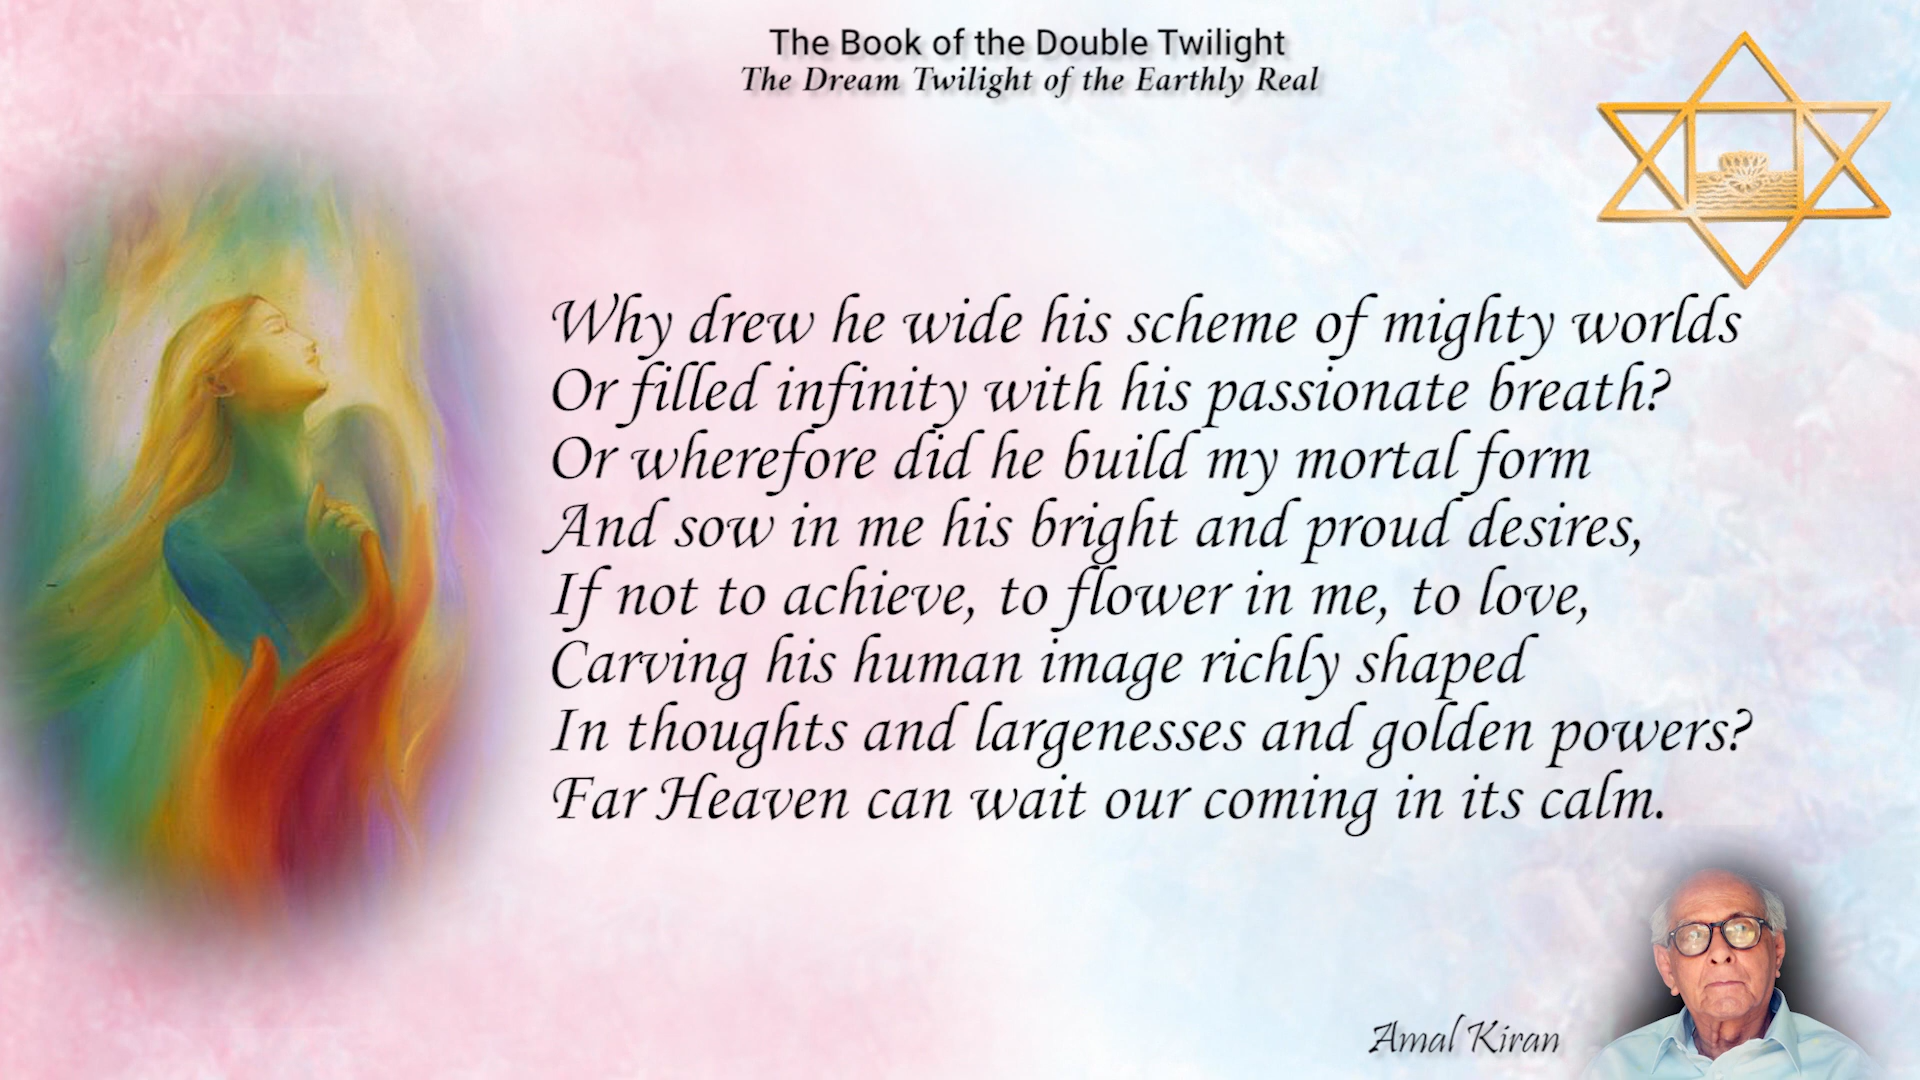 The Book of the Double Twilight
The Dream Twilight of the Earthly Real
Why drew he wide his scheme of mighty worlds
Or filled infinity with his passionate breath?
Or wherefore did he build my mortal form
And sow in me his bright and proud desires,
If not to achieve, to flower in me, to love,
Carving his human image richly shaped
In thoughts and largenesses and golden powers?
Far Heaven can wait our coming in its calm.
Amal Kiran